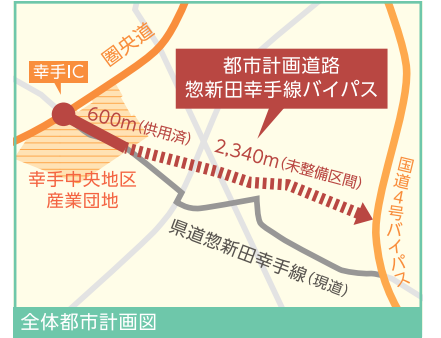 圏央道
幸手IC
都市計画道路
惣新田幸手線バイパス
600m(供用済)
2,340m(未整備区間)
幸手中央地区
産業団地
県道惣新田幸手線(現道)
国道4号バイパス
全体都市計画図